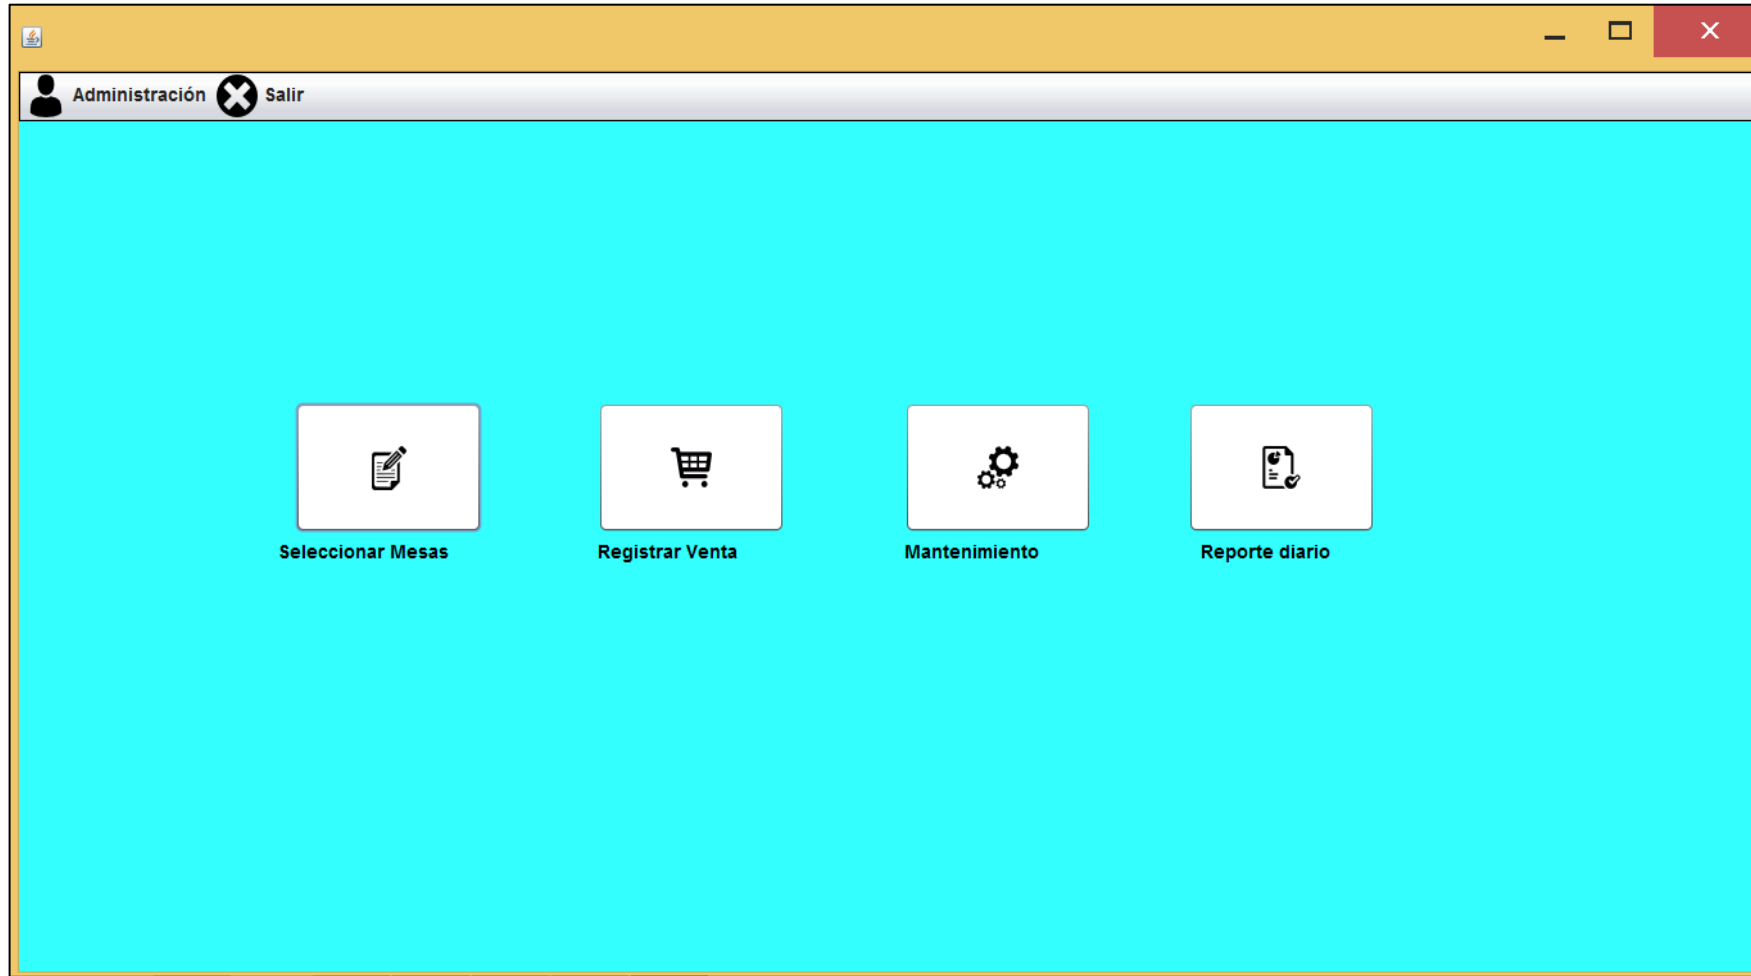 Administración Salir
Seleccionar Mesas
Registrar Venta
Mantenimiento
Reporte diario